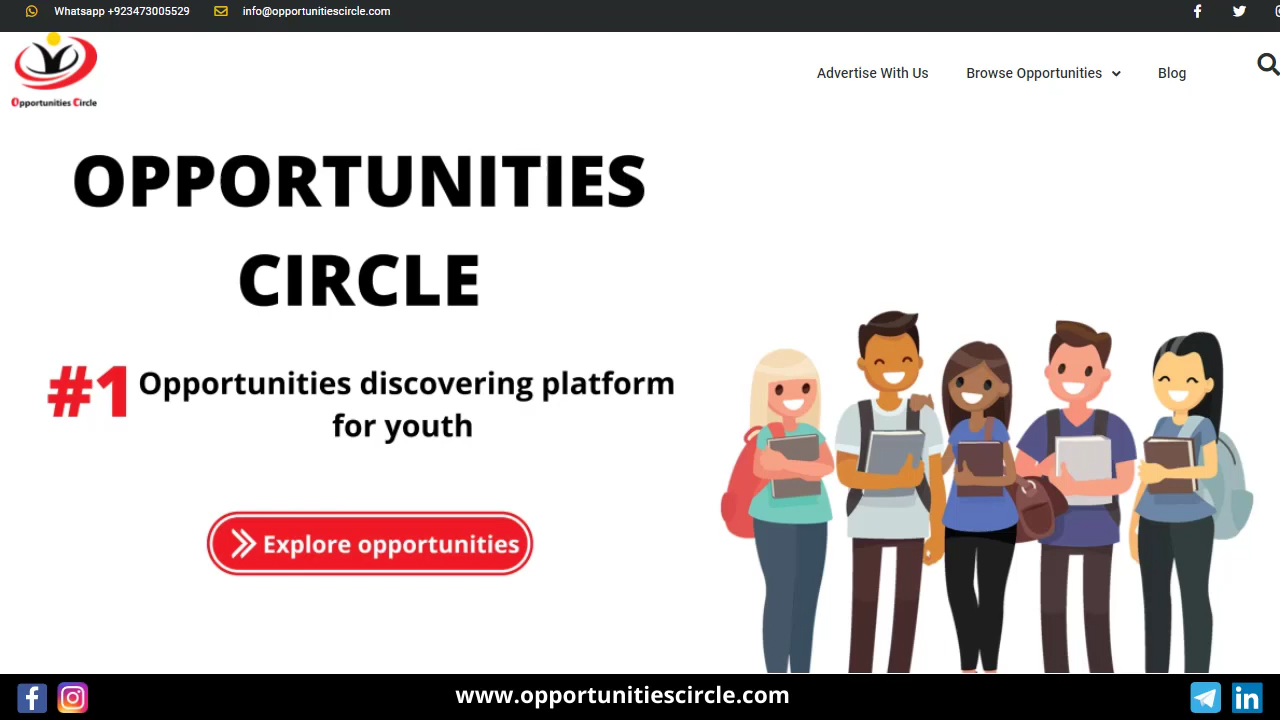 Whatsapp +923473005529
info@opportunitiescircle.com
Opportunities Circle
Advertise With Us
Browse Opportunities
Blog
OPPORTUNITIES
CIRCLE
#1 Opportunities discovering platform
for youth
Explore opportunities
www.opportunitiescircle.com